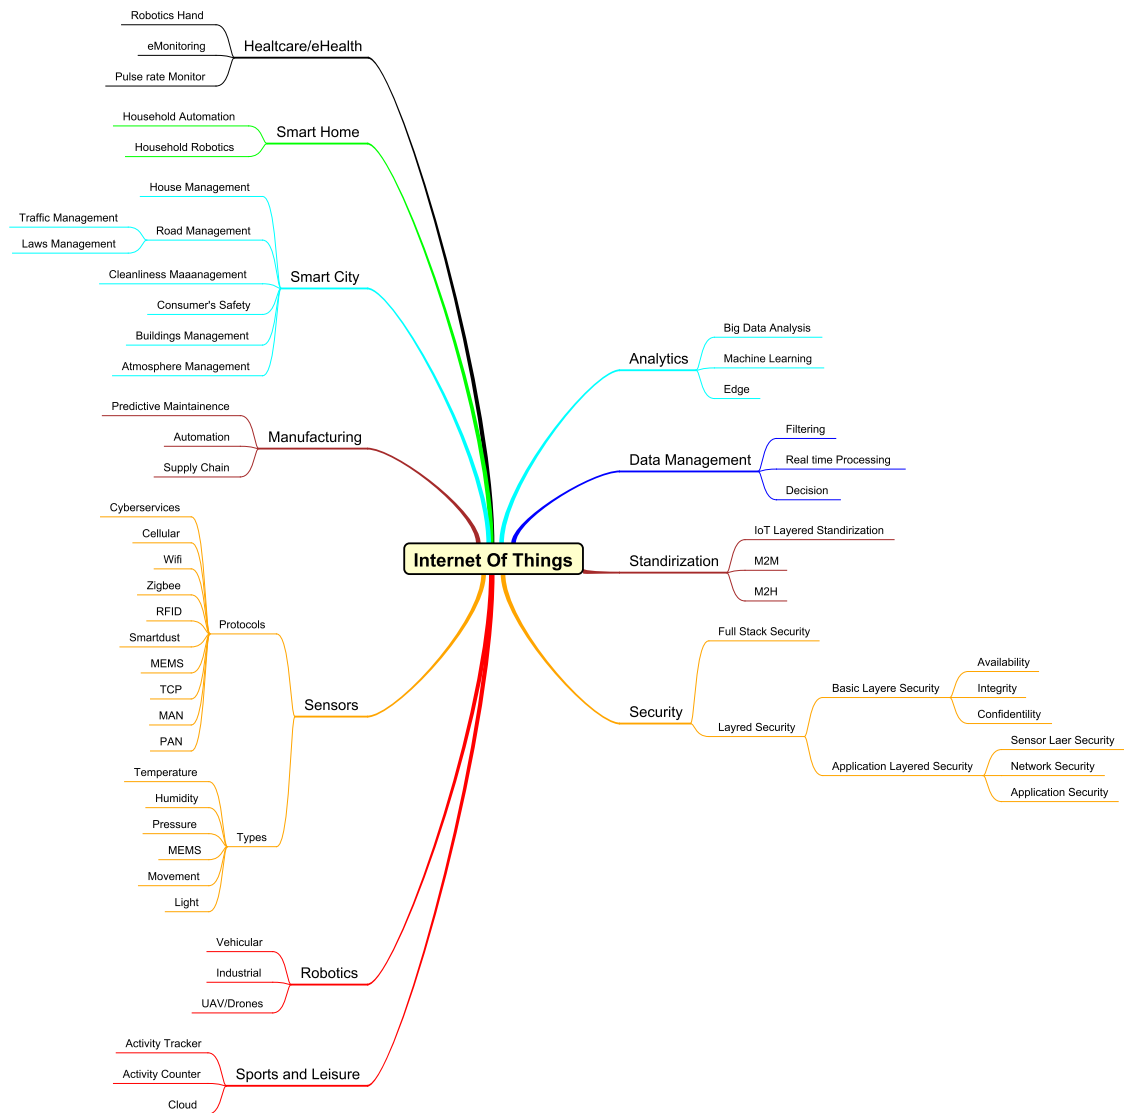 Robotics Hand
eMonitoring
Pulse rate Monitor
Healtcare/eHealth
Household Automation
Household Robotics
Smart Home
House Management
Traffic Management
Laws Management
Road Management
Cleanliness Maaanagement
Consumer's Safety
Buildings Management
Atmosphere Management
Smart City
Predictive Maintainence
Automation
Supply Chain
Manufacturing
Cyberservices
Cellular
Wifi
Zigbee
RFID
Smartdust
MEMS
TCP
MAN
PAN
Protocols
Temperature
Humidity
Pressure
MEMS
Movement
Light
Types
Sensors
Vehicular
Industrial
UAV/Drones
Robotics
Activity Tracker
Activity Counter
Cloud
Sports and Leisure
Internet Of Things
Analytics
Big Data Analysis
Machine Learning
Edge
Data Management
Filtering
Real time Processing
Decision
Standirization
IoT Layered Standirization
M2M
M2H
Security
Full Stack Security
Layred Security
Basic Layere Security
Availability
Integrity
Confidentility
Application Layered Security
Sensor Laer Security
Network Security
Application Security